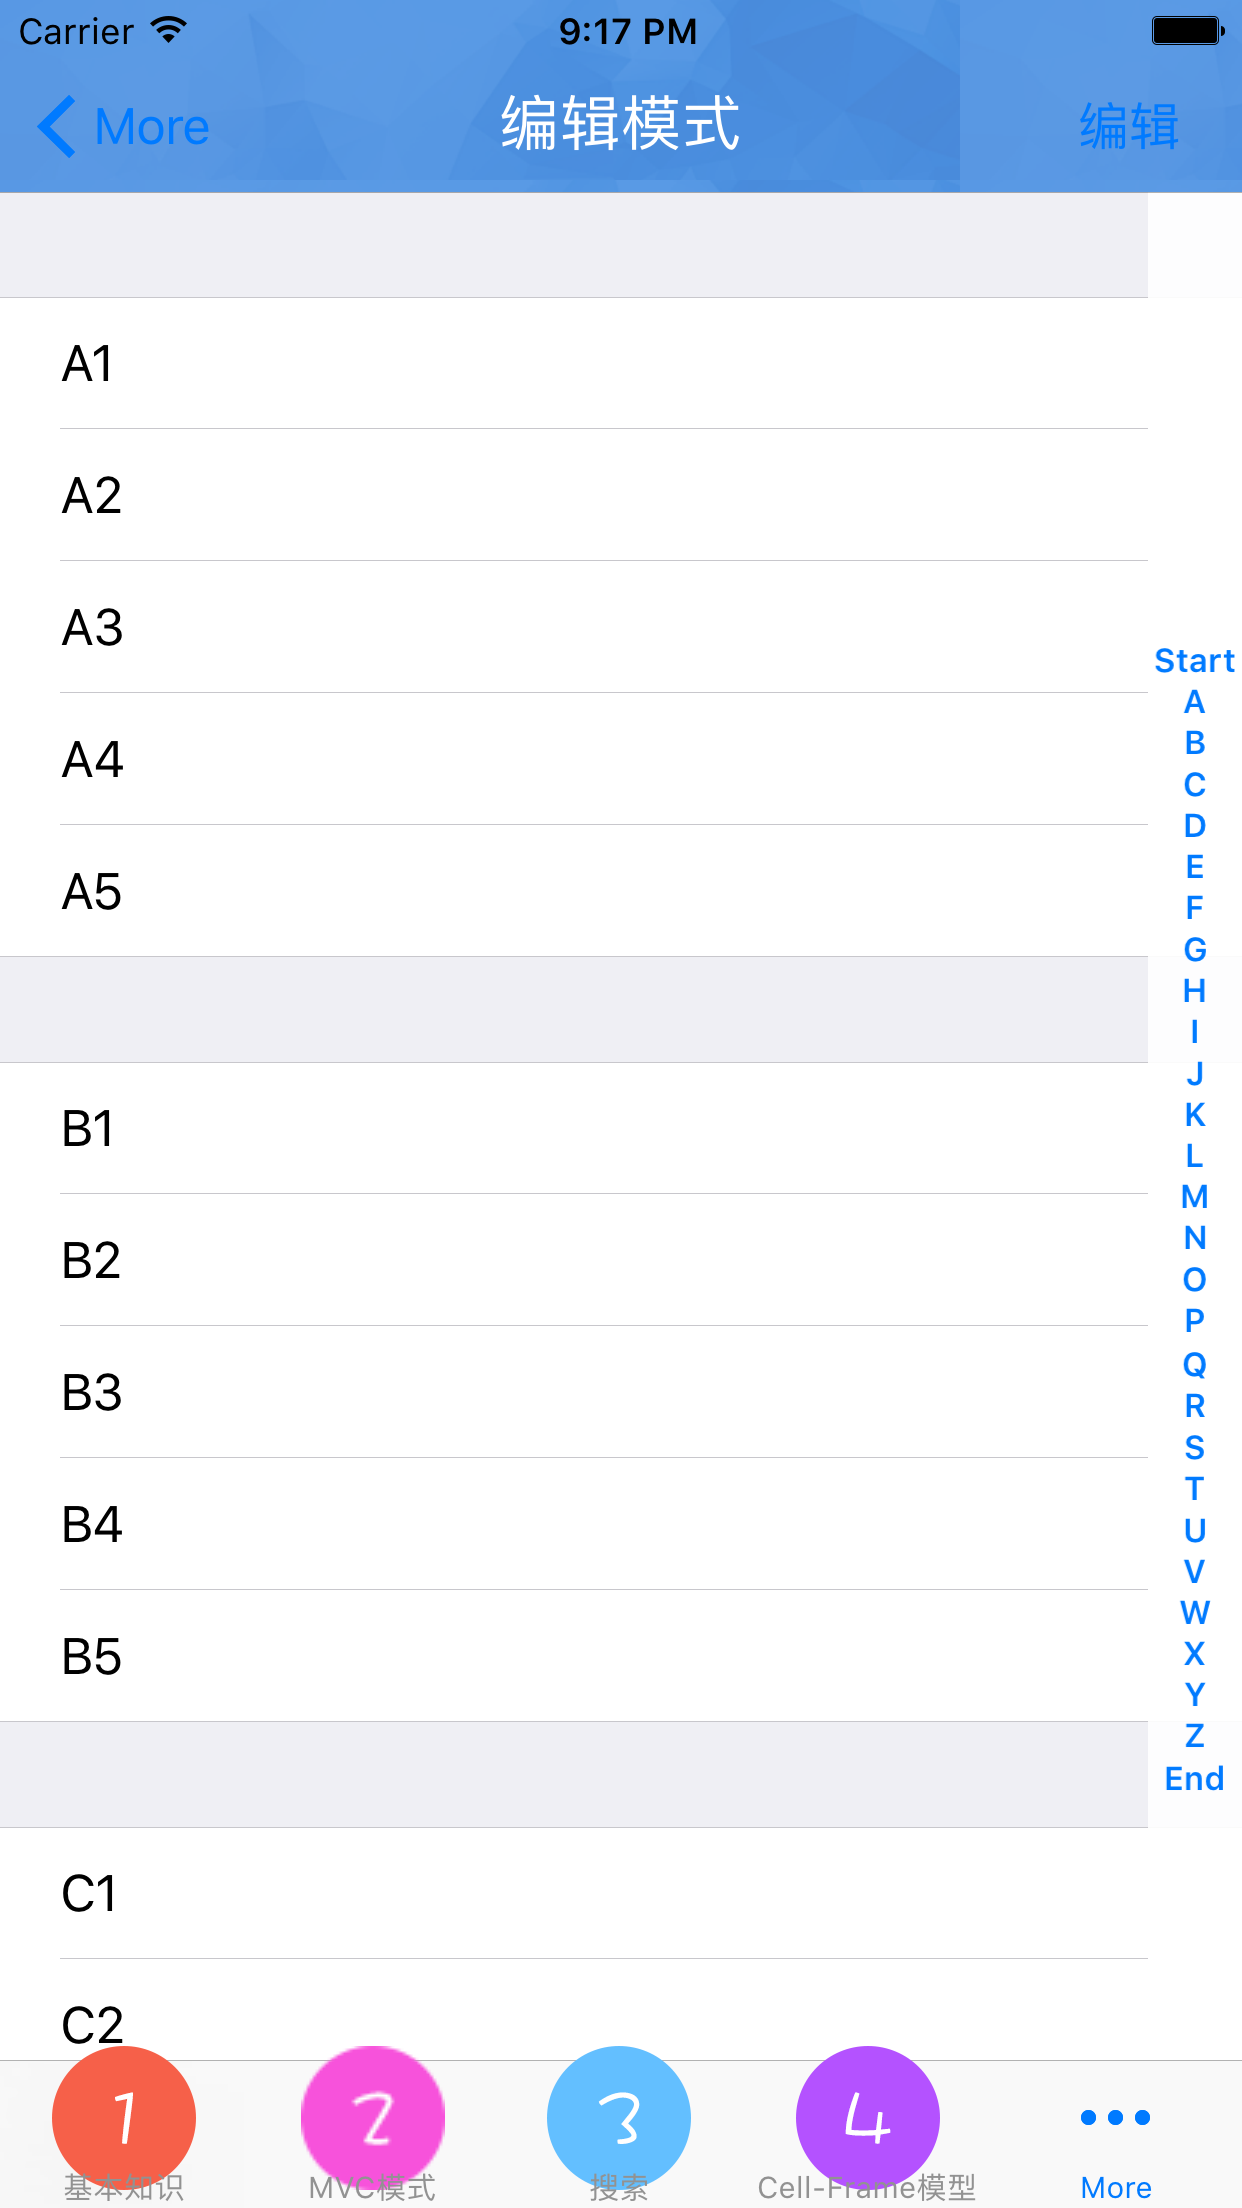 Carrier 9:17 PM
More 编辑模式 编辑
A1
A2
A3
A4
A5
B1
B2
B3
B4
B5
C1
C2
Start
A
B
C
D
E
F
G
H
I
J
K
L
M
N
O
P
Q
R
S
T
U
V
W
X
Y
Z
End
1 2 3 4
基本知识 MVC模式 搜索 Cell-Frame模型 More